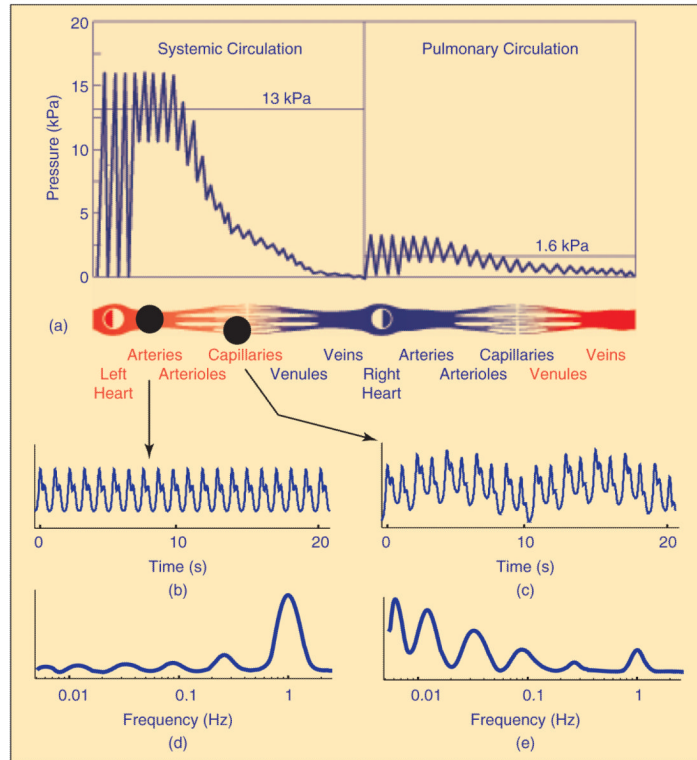 20
Systemic Circulation Pulmonary Circulation
15
13 kPa
Pressure (kPa)
10
5
1.6 kPa
0
(a)
Arteries Capillaries Veins Arteries Capillaries Veins
Left Arterioles Venules Right Arterioles Venules
Heart Heart
0 10 20
Time (s)
(b)
0 10 20
Time (s)
(c)
0.01 0.1 1
Frequency (Hz)
(d)
0.01 0.1 1
Frequency (Hz)
(e)